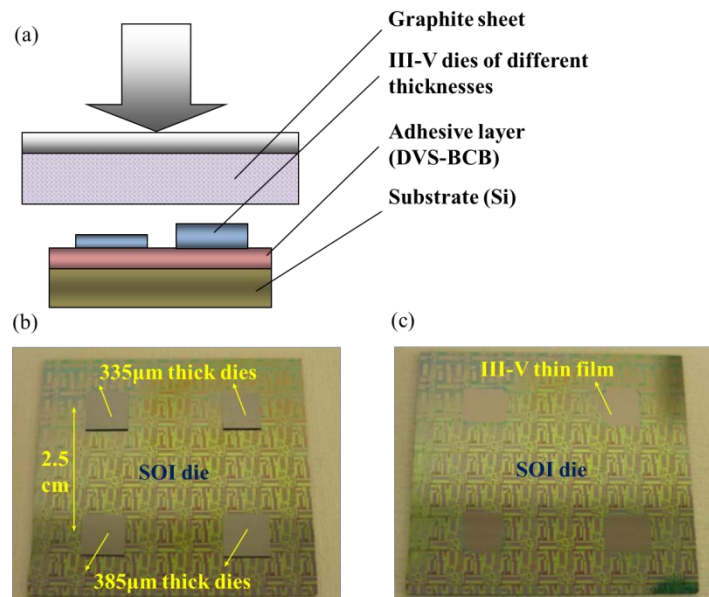 (a)
Graphite sheet
III-V dies of different
thicknesses
Adhesive layer
(DVS-BCB)
Substrate (Si)
(b)
335μm thick dies
2.5
cm
SOI die
385μm thick dies
(c)
III-V thin film
SOI die